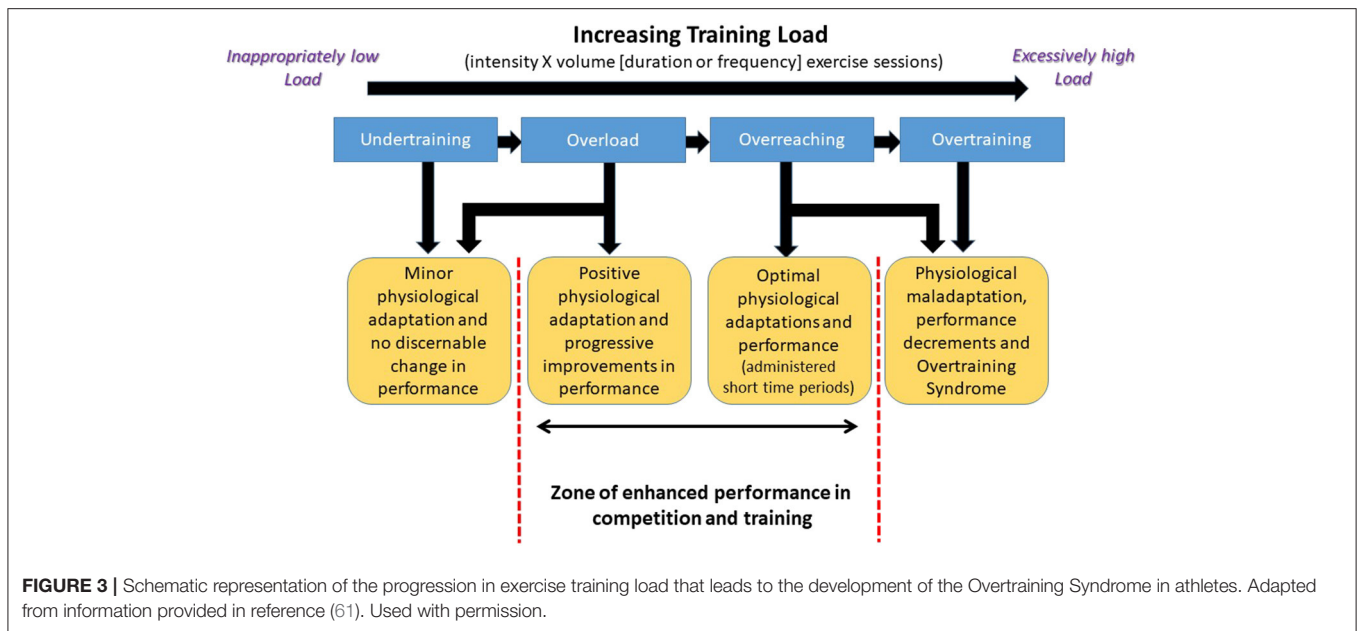 Increasing Training Load
Inappropriately low
Load
(intensity X volume [duration or frequency] exercise sessions)
Excessively high
Load
Undertraining
Overload
Overreaching
Overtraining
Minor
physiological
adaptation and
no discernable
change in
performance
Positive
physiological
adaptation and
progressive
improvements in
performance
Optimal
physiological
adaptations and
performance
(administered
short time periods)
Physiological
maladaptation,
performance
decrements and
Overtraining
Syndrome
Zone of enhanced performance in
competition and training
FIGURE 3 | Schematic representation of the progression in exercise training load that leads to the development of the Overtraining Syndrome in athletes. Adapted
from information provided in reference (61). Used with permission.